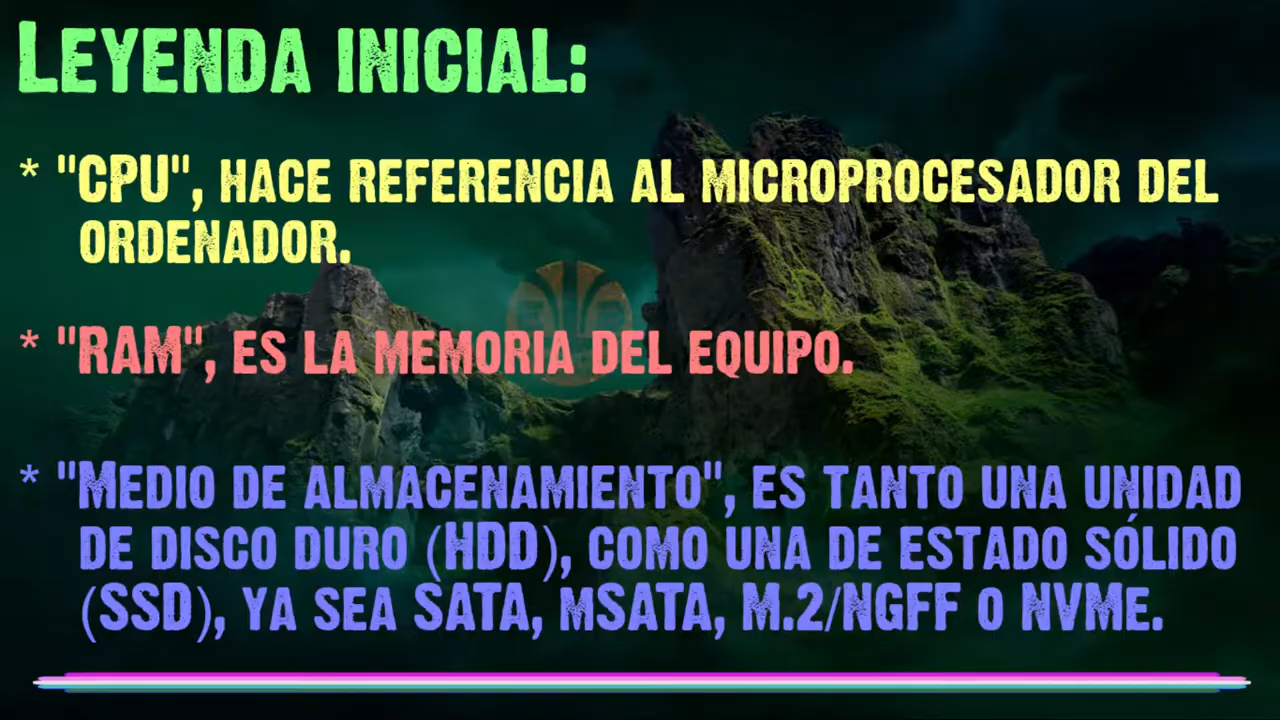 Leyenda inicial:
* "CPU", hace referencia al microprocesador del
ordenador.
* "RAM", es la memoria del equipo.
* "Medio de almacenamiento", es tanto una unidad
de disco duro (HDD), como una de estado sólido
(SSD), ya sea SATA, mSATA, M.2/NGFF o NVMe.